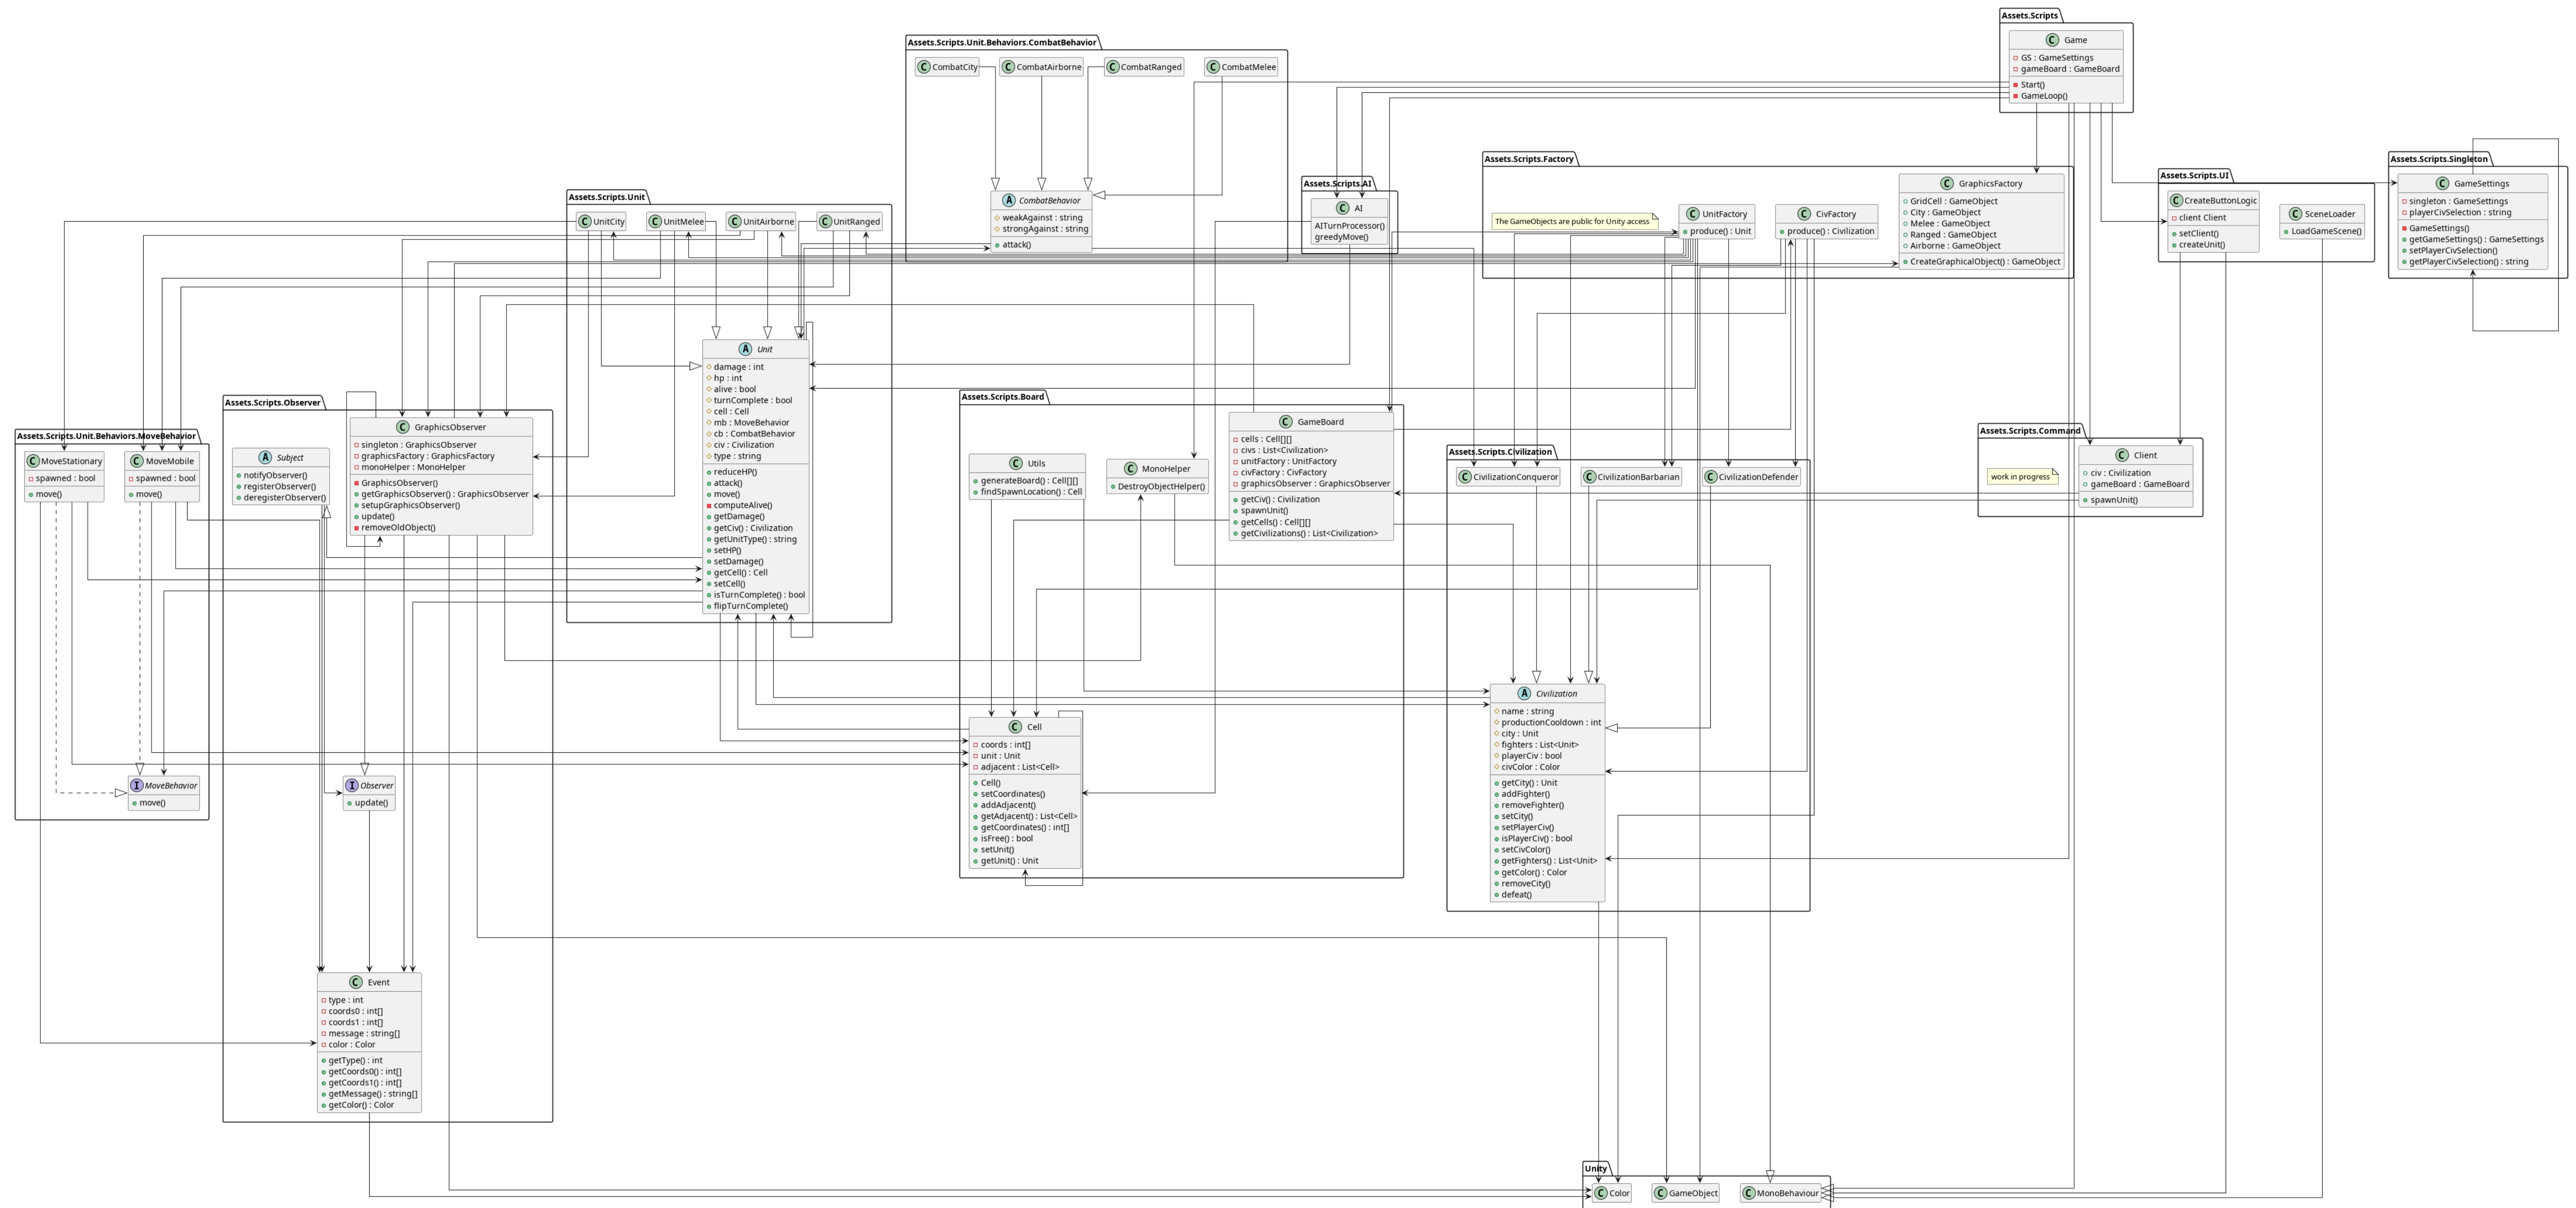 Assets.Scripts
C Game
GS : GameSettings
gameBoard : GameBoard
Start()
GameLoop()
Assets.Scripts.Unit.Behaviors.CombatBehavior
C CombatCity
C CombatAirborne
C CombatRanged
C CombatMelee
A CombatBehavior
weakAgainst : string
strongAgainst : string
attack()
Assets.Scripts.AI
C AI
AITurnProcessor()
greedyMove()
Assets.Scripts.Factory
The GameObjects are public for Unity access
C UnitFactory
produce() : Unit
C CivFactory
produce() : Civilization
C GraphicsFactory
GridCell : GameObject
City : GameObject
Melee : GameObject
Ranged : GameObject
Airborne : GameObject
CreateGraphicalObject() : GameObject
Assets.Scripts.UI
C CreateButtonLogic
client Client
setClient()
createUnit()
C SceneLoader
LoadGameScene()
Assets.Scripts.Singleton
C GameSettings
singleton : GameSettings
playerCivSelection : string
GameSettings()
getGameSettings() : GameSettings
setPlayerCivSelection()
getPlayerCivSelection() : string
Assets.Scripts.Unit
C UnitCity
C UnitMelee
C UnitAirborne
C UnitRanged
A Unit
damage : int
hp : int
alive : bool
turnComplete : bool
cell : Cell
mb : MoveBehavior
cb : CombatBehavior
civ : Civilization
type : string
reduceHP()
attack()
move()
computeAlive()
getDamage()
getCiv() : Civilization
getUnitType() : string
setHP()
setDamage()
getCell() : Cell
setCell()
isTurnComplete() : bool
flipTurnComplete()
Assets.Scripts.Unit.Behaviors.MoveBehavior
C MoveStationary
spawned : bool
move()
C MoveMobile
spawned : bool
move()
I MoveBehavior
move()
Assets.Scripts.Observer
A Subject
notifyObserver()
registerObserver()
deregisterObserver()
C GraphicsObserver
singleton : GraphicsObserver
graphicsFactory : GraphicsFactory
monoHelper : MonoHelper
GraphicsObserver()
getGraphicsObserver() : GraphicsObserver
setupGraphicsObserver()
update()
removeOldObject()
I Observer
update()
C Event
type : int
coords0 : int[]
coords1 : int[]
message : string[]
color : Color
getType() : int
getCoords0() : int[]
getCoords1() : int[]
getMessage() : string[]
getColor() : Color
Assets.Scripts.Board
C Utils
generateBoard() : Cell[][]
findSpawnLocation() : Cell
C MonoHelper
DestroyObjectHelper()
C GameBoard
cells : Cell[][]
civs : List<Civilization>
unitFactory : UnitFactory
civFactory : CivFactory
graphicsObserver : GraphicsObserver
getCiv() : Civilization
spawnUnit()
getCells() : Cell[][]
getCivilizations() : List<Civilization>
C Cell
coords : int[]
unit : Unit
adjacent : List<Cell>
Cell()
setCoordinates()
addAdjacent()
getAdjacent() : List<Cell>
getCoordinates() : int[]
isFree() : bool
setUnit()
getUnit() : Unit
Assets.Scripts.Civilization
C CivilizationConqueror
C CivilizationBarbarian
C CivilizationDefender
A Civilization
name : string
productionCooldown : int
city : Unit
fighters : List<Unit>
playerCiv : bool
civColor : Color
getCity() : Unit
addFighter()
removeFighter()
setCity()
setPlayerCiv()
isPlayerCiv() : bool
setCivColor()
getFighters() : List<Unit>
getColor() : Color
removeCity()
defeat()
Assets.Scripts.Command
work in progress
C Client
civ : Civilization
gameBoard : GameBoard
spawnUnit()
Unity
C Color
C GameObject
C MonoBehaviour